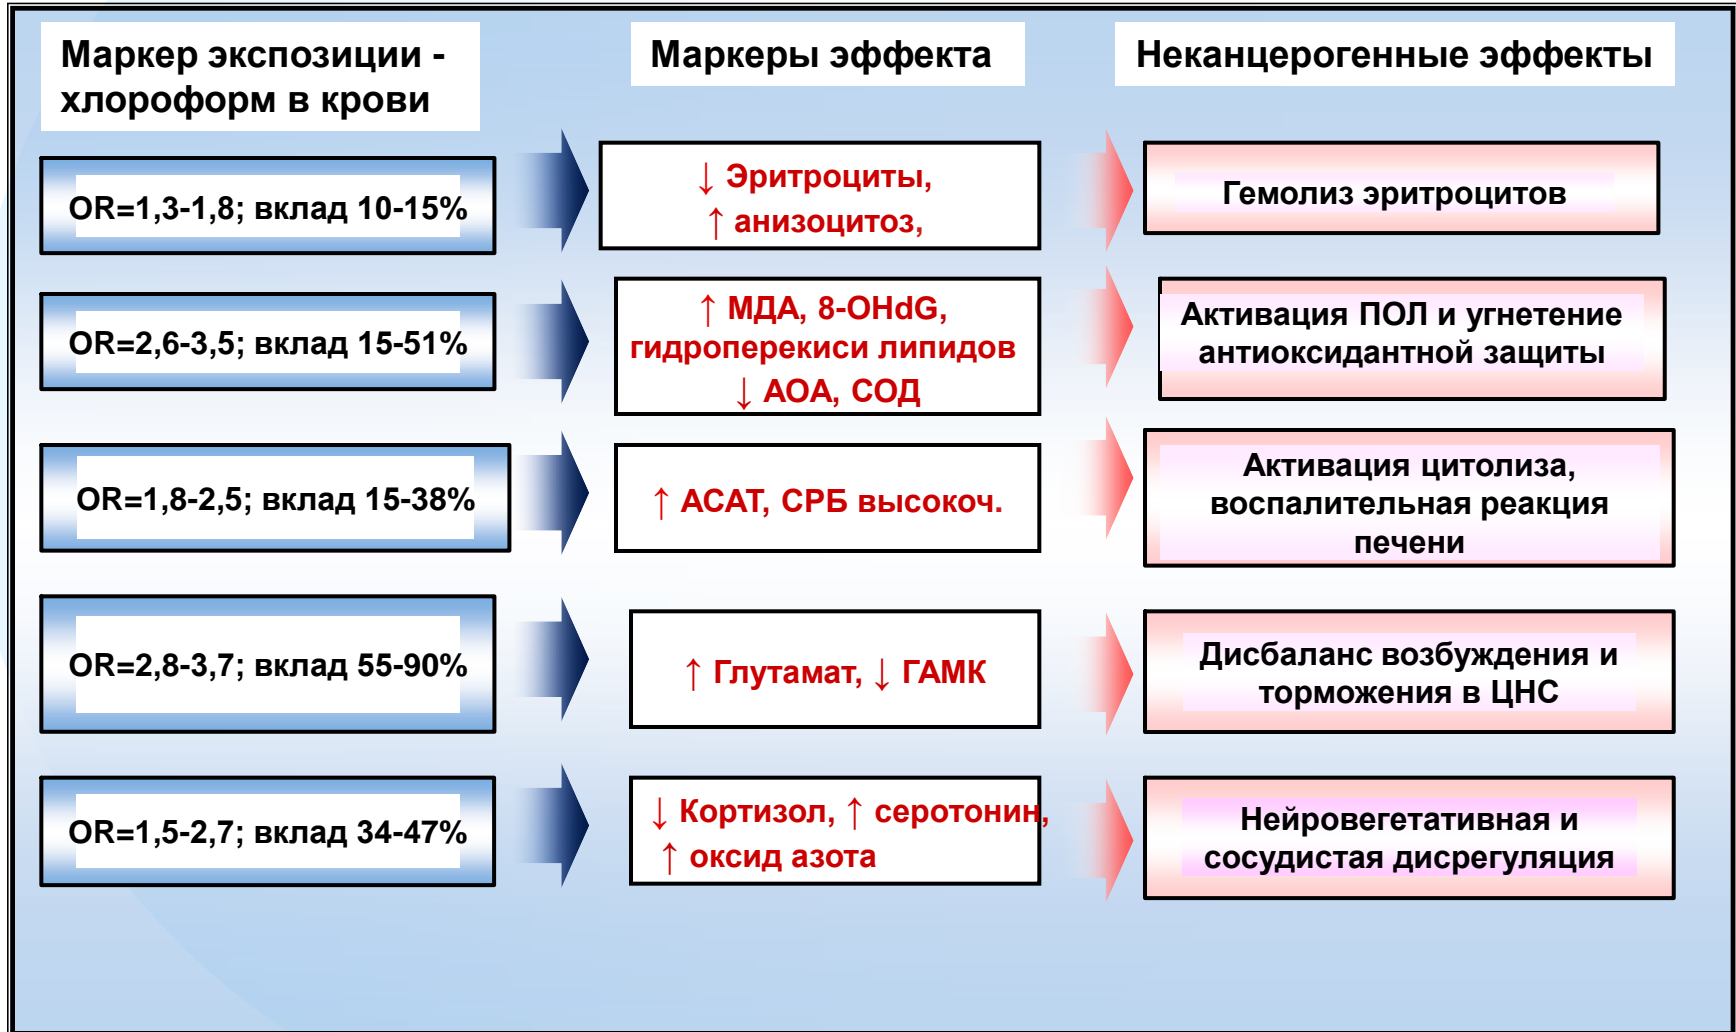 Маркер экспозиции -
хлороформ в крови
Маркеры эффекта
Неканцерогенные эффекты
OR=1,3-1,8; вклад 10-15%
↓ Эритроциты,
↑ анизоцитоз,
Гемолиз эритроцитов
OR=2,6-3,5; вклад 15-51%
↑ МДА, 8-OHdG,
гидроперекиси липидов
↓ АОА, СОД
Активация ПОЛ и угнетение
антиоксидантной защиты
OR=1,8-2,5; вклад 15-38%
↑ АСАТ, СРБ высокоч.
Активация цитолиза,
воспалительная реакция
печени
OR=2,8-3,7; вклад 55-90%
↑ Глутамат, ↓ ГАМК
Дисбаланс возбуждения и
торможения в ЦНС
OR=1,5-2,7; вклад 34-47%
↓ Кортизол, ↑ серотонин,
↑ оксид азота
Нейровегетативная и
сосудистая дисрегуляция